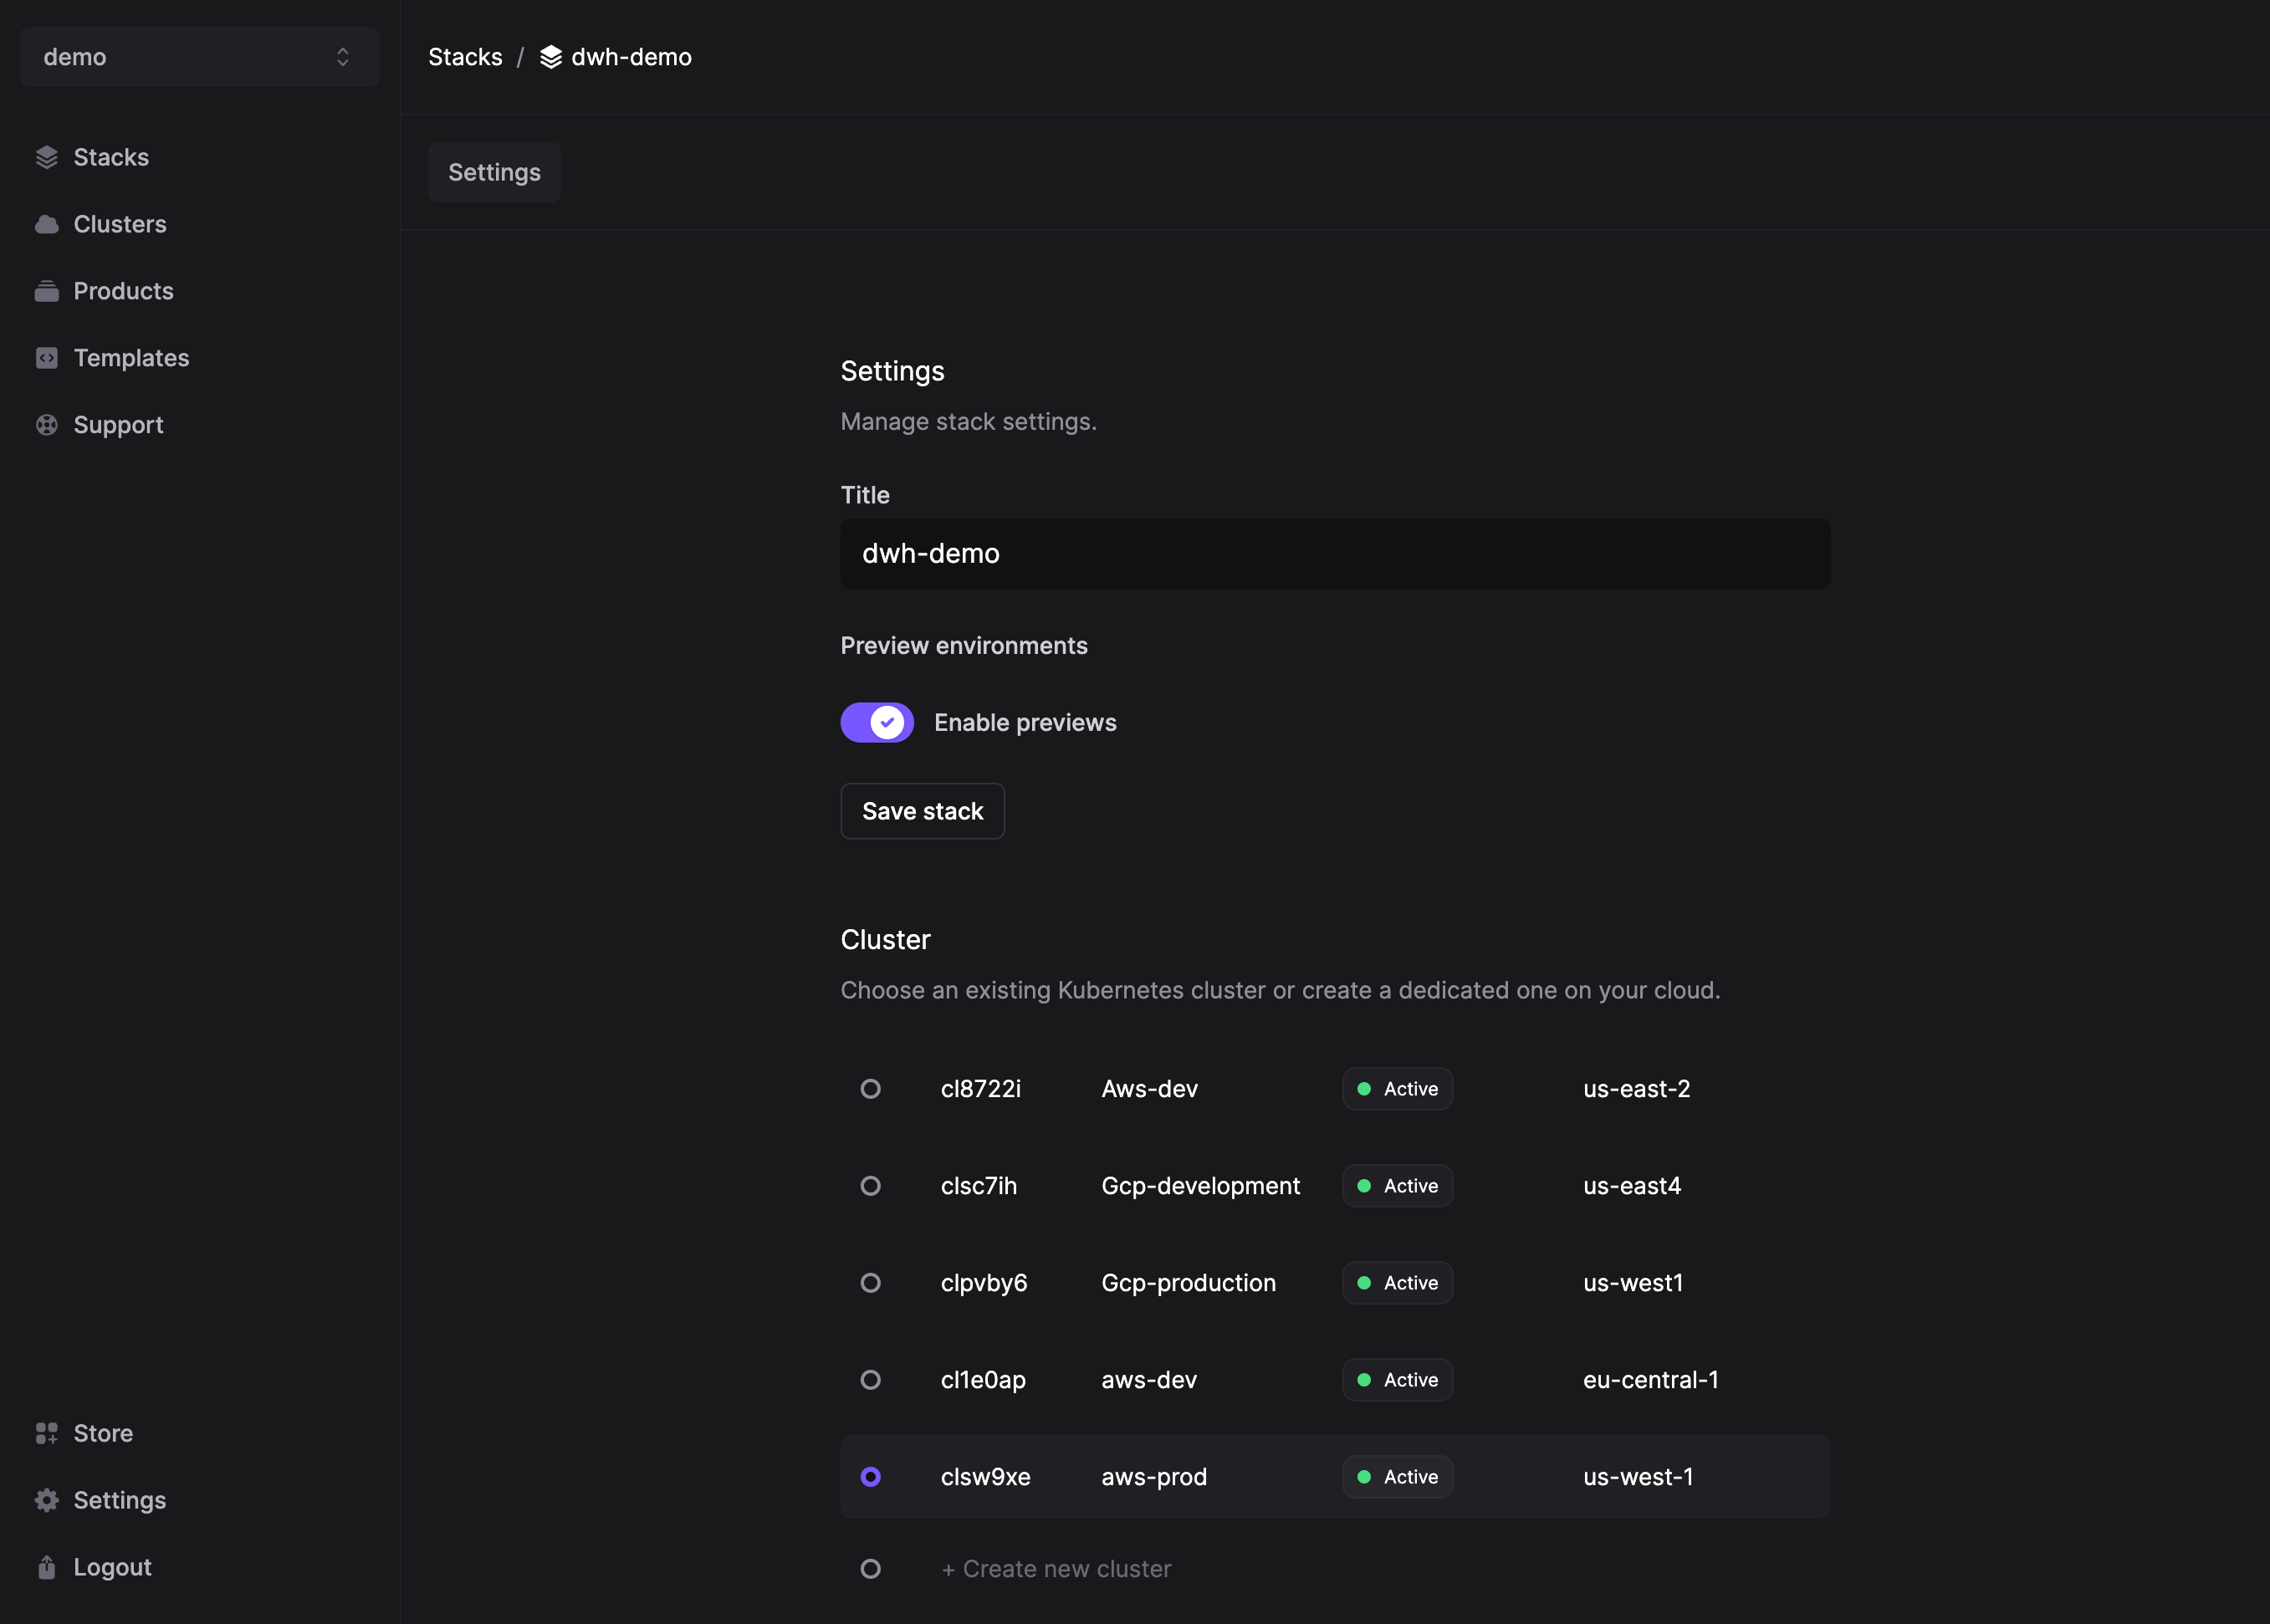 demo
Stacks
Clusters
Products
Templates
Support
Store
Settings
Logout
Stacks / dwh-demo
Settings
Settings
Manage stack settings.
Title
dwh-demo
Preview environments
Enable previews
Save stack
Cluster
Choose an existing Kubernetes cluster or create a dedicated one on your cloud.
cl8722i Aws-dev Active us-east-2
clsc7ih Gcp-development Active us-east4
clpvby6 Gcp-production Active us-west1
cl1e0ap aws-dev Active eu-central-1
clsw9xe aws-prod Active us-west-1
+ Create new cluster